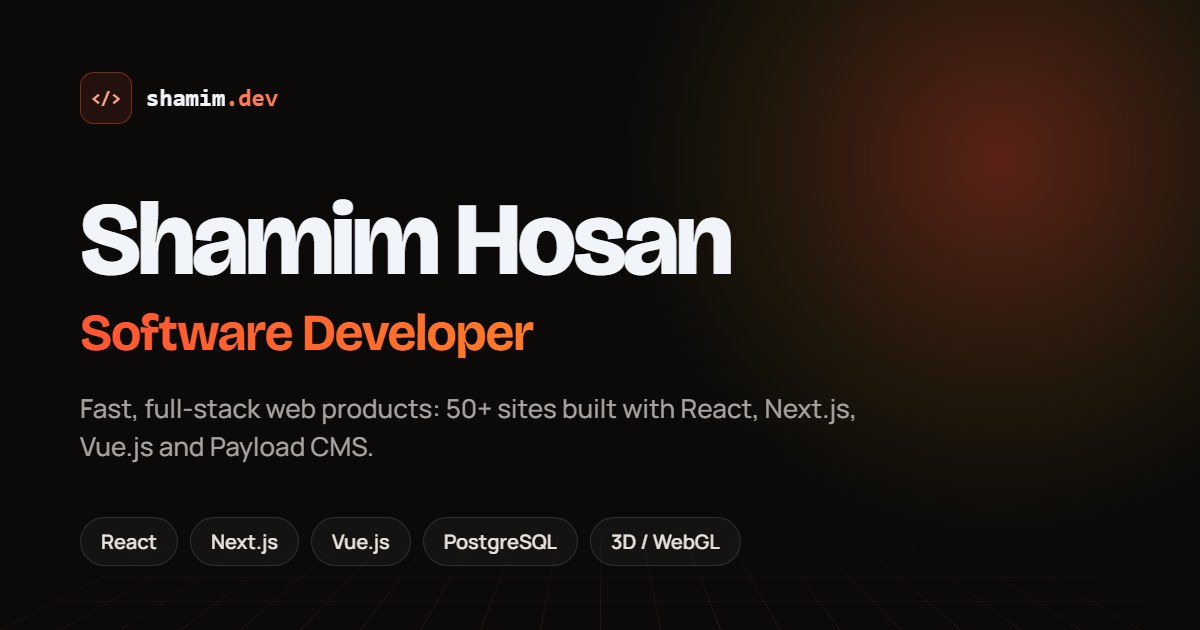 </>
shamim.dev
Shamim Hosan
Software Developer
Fast, full-stack web products: 50+ sites built with React, Next.js,
Vue.js and Payload CMS.
React
Next.js
Vue.js
PostgreSQL
3D / WebGL